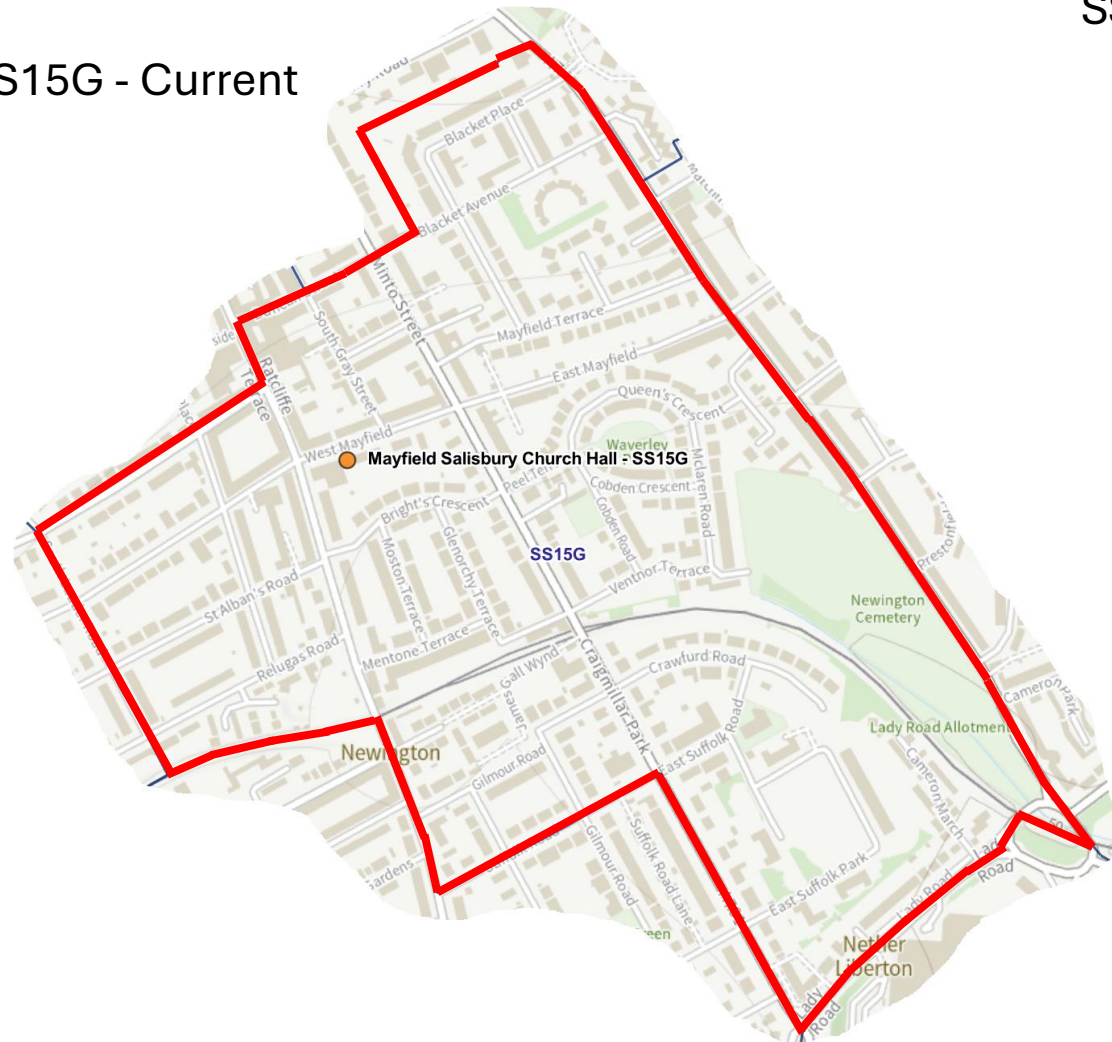 S15G - Current
Blacket Place
Blacket Avenue
Minto Street
South Gray Street
Mayfield Terrace
East Mayfield
Ratcliffe
Terrace
Queen's Crescent
West Mayfield
Waverley
Mayfield Salisbury Church Hall - SS15G
Cobden Crescent
Mclaren Road
Bright's Crescent
Cobden Road
Moston Terrace
Glenorchy Terrace
SS15G
Ventnor Terrace
St Alban's Road
Newington
Cemetery
Mentone Terrace
Relugas Road
Gall Wynd
Craigmillar Park
Crawfurd Road
Cameron Park
Newington
Lady Road Allotment
East Suffolk Road
Gilmour Road
Cameron March
Gilmour Road
Suffolk Road Lane
Gardens
Road
East Suffolk Park
Lady Road
Nether
Liberton
Lady
Road